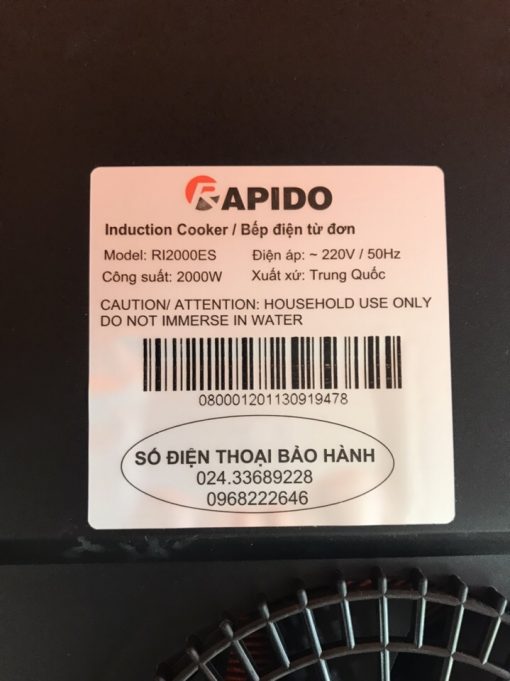 RAPIDO
Induction Cooker / Bếp điện từ đơn
Model: RI2000ES Điện áp: ~ 220V / 50Hz
Công suất: 2000W Xuất xứ: Trung Quốc
CAUTION/ ATTENTION: HOUSEHOLD USE ONLY
DO NOT IMMERSE IN WATER
080001201130919478
SỐ ĐIỆN THOẠI BẢO HÀNH
024.33689228
0968222646